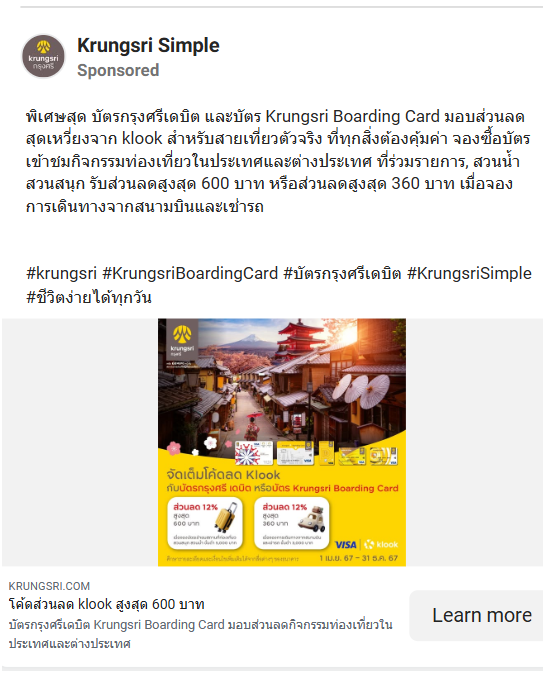 Krungsri Simple
Sponsored
พิเศษสุด บัตรกรุงศรีเดบิต และบัตร Krungsri Boarding Card มอบส่วนลด
สุดเหวี่ยงจาก klook สำหรับสายเที่ยวตัวจริง ที่ทุกสิ่งต้องคุ้มค่า จองซื้อบัตร
เข้าชมกิจกรรมท่องเที่ยวในประเทศและต่างประเทศ ที่ร่วมรายการ, สวนน้ำ
สวนสนุก รับส่วนลดสูงสุด 600 บาท หรือส่วนลดสูงสุด 360 บาท เมื่อจอง
การเดินทางจากสนามบินและเช่ารถ
#krungsri #KrungsriBoardingCard #บัตรกรุงศรีเดบิต #KrungsriSimple
#ชีวิตง่ายได้ทุกวัน
krungsri
กรุงศรี
จัดเต็มโค้ดลด Klook
กับบัตรกรุงศรี เดบิต หรือบัตร Krungsri Boarding Card
ส่วนลด 12%
สูงสุด
600 บาท
ส่วนลด 12%
สูงสุด
360 บาท
VISA klook
1 เม.ย. 67 - 31 ธ.ค. 67
KRUNGSRI.COM
โค้ดส่วนลด klook สูงสุด 600 บาท
บัตรกรุงศรีเดบิต Krungsri Boarding Card มอบส่วนลดกิจกรรมท่องเที่ยวใน
ประเทศและต่างประเทศ
Learn more